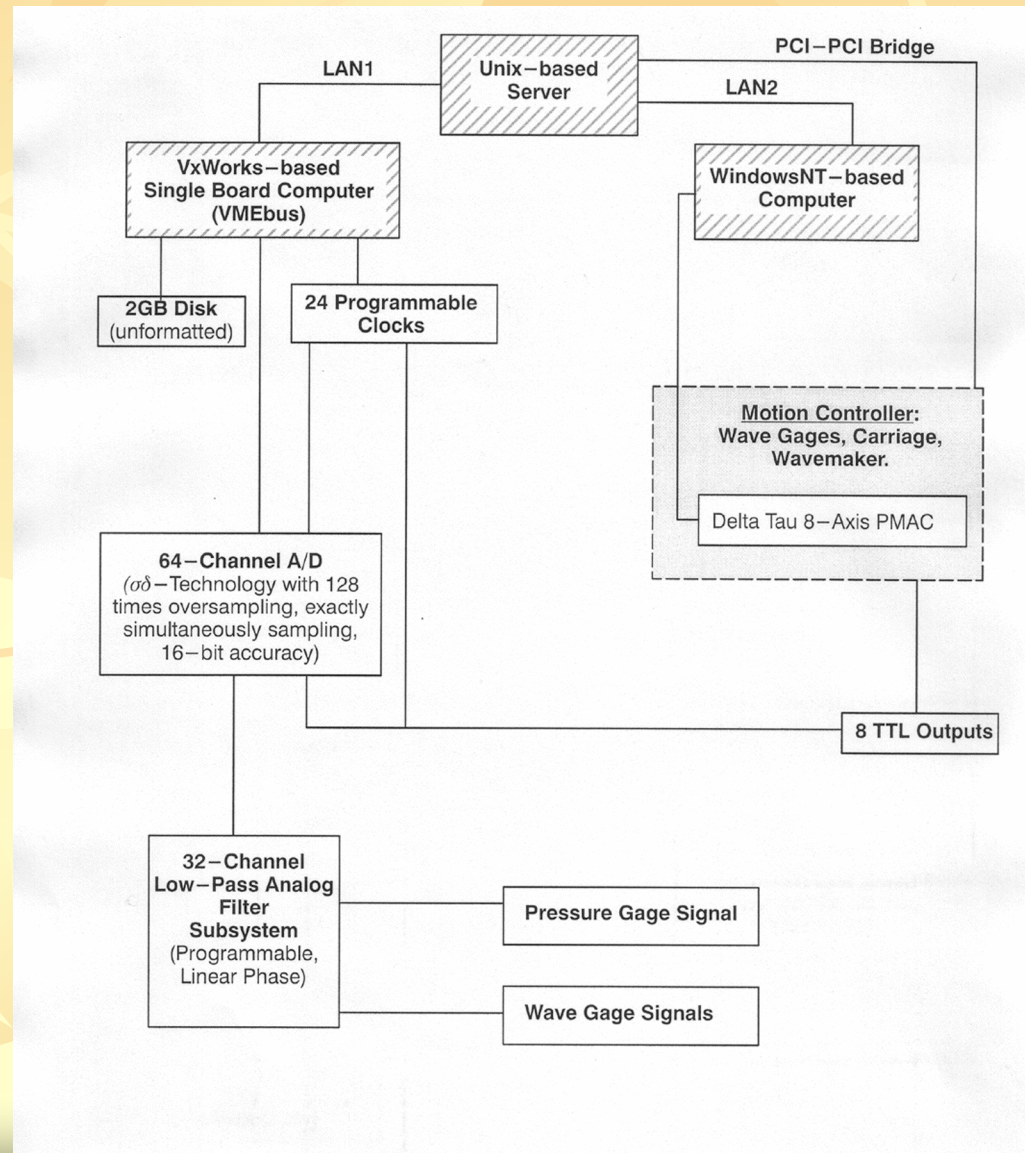 PCI–PCI Bridge
LAN1
Unix–based
Server
LAN2
VxWorks–based
Single Board Computer
(VMEbus)
WindowsNT–based
Computer
2GB Disk
(unformatted)
24 Programmable
Clocks
Motion Controller:
Wave Gages, Carriage,
Wavemaker.
Delta Tau 8–Axis PMAC
64–Channel A/D
(σδ–Technology with 128
times oversampling, exactly
simultaneously sampling,
16–bit accuracy)
8 TTL Outputs
32–Channel
Low–Pass Analog
Filter
Subsystem
(Programmable,
Linear Phase)
Pressure Gage Signal
Wave Gage Signals